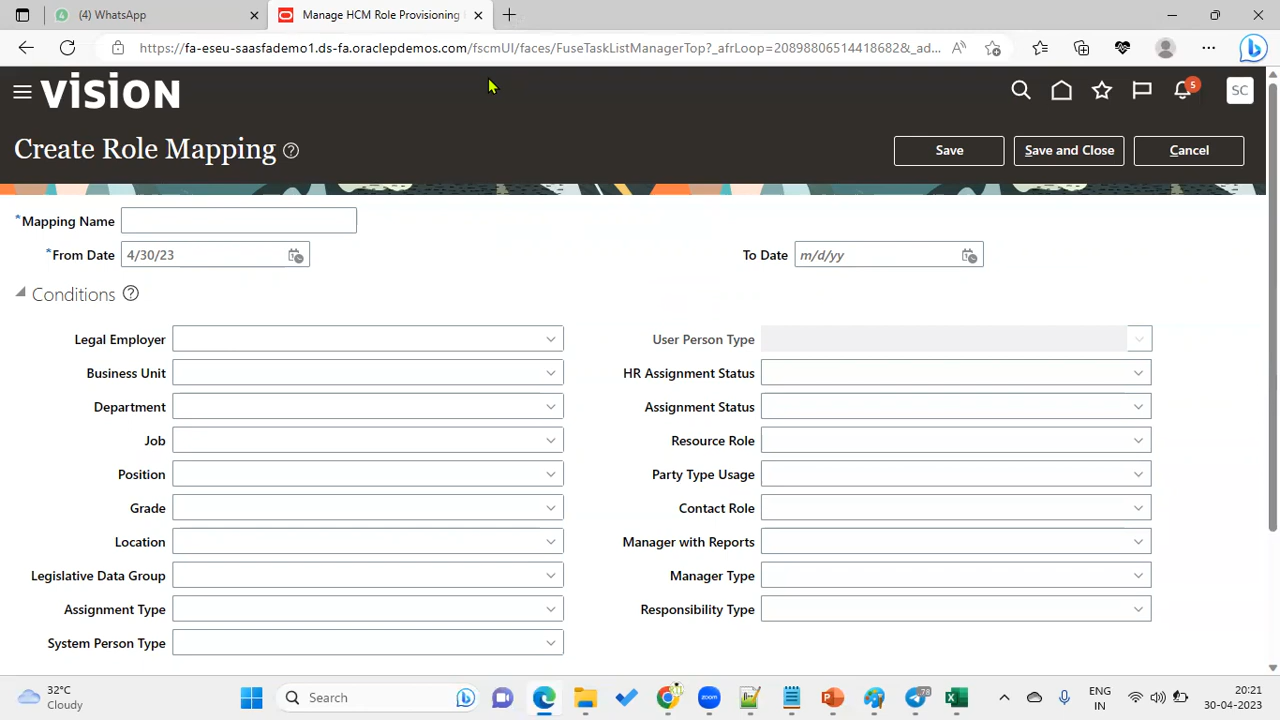 (4) WhatsApp
Manage HCM Role Provisioning
https://fa-eseu-saasfademo1.ds-fa.oraclepdemos.com/fscmUI/faces/FuseTaskListManagerTop?_afrLoop=20898806514418682&_ad...
VISION
5
SC
Create Role Mapping
Save
Save and Close
Cancel
*Mapping Name
*From Date 4/30/23
To Date m/d/yy
Conditions
Legal Employer
User Person Type
Business Unit
HR Assignment Status
Department
Assignment Status
Job
Resource Role
Position
Party Type Usage
Grade
Contact Role
Location
Manager with Reports
Legislative Data Group
Manager Type
Assignment Type
Responsibility Type
System Person Type
32°C
Cloudy
Search
78
ENG
IN
20:21
30-04-2023